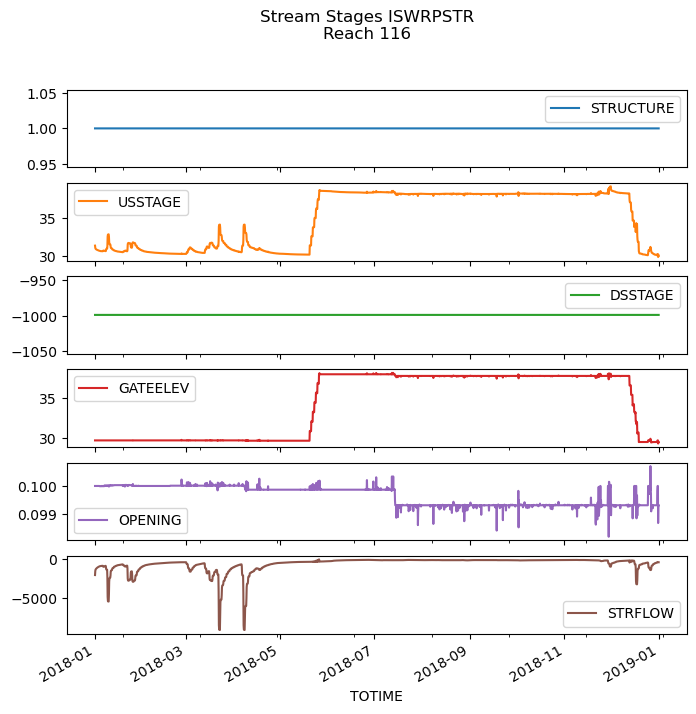 Stream Stages ISWRPSTR
Reach 116
1.05
1.00
0.95
STRUCTURE
35
30
USSTAGE
−950
−1000
−1050
DSSTAGE
35
30
GATEELEV
0.100
0.099
OPENING
0
−5000
STRFLOW
2018-01
2018-03
2018-05
2018-07
2018-09
2018-11
2019-01
TOTIME